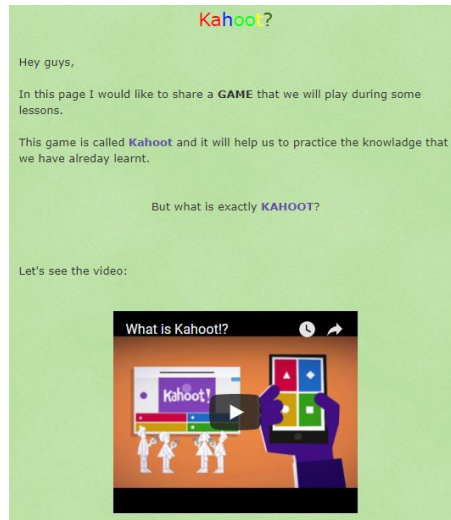 Kahoot?
Hey guys,
In this page I would like to share a GAME that we will play during some
lessons.
This game is called Kahoot and it will help us to practice the knowladge that
we have alreday learnt.
But what is exactly KAHOOT?
Let's see the video:
What is Kahoot!?
Kahoot!